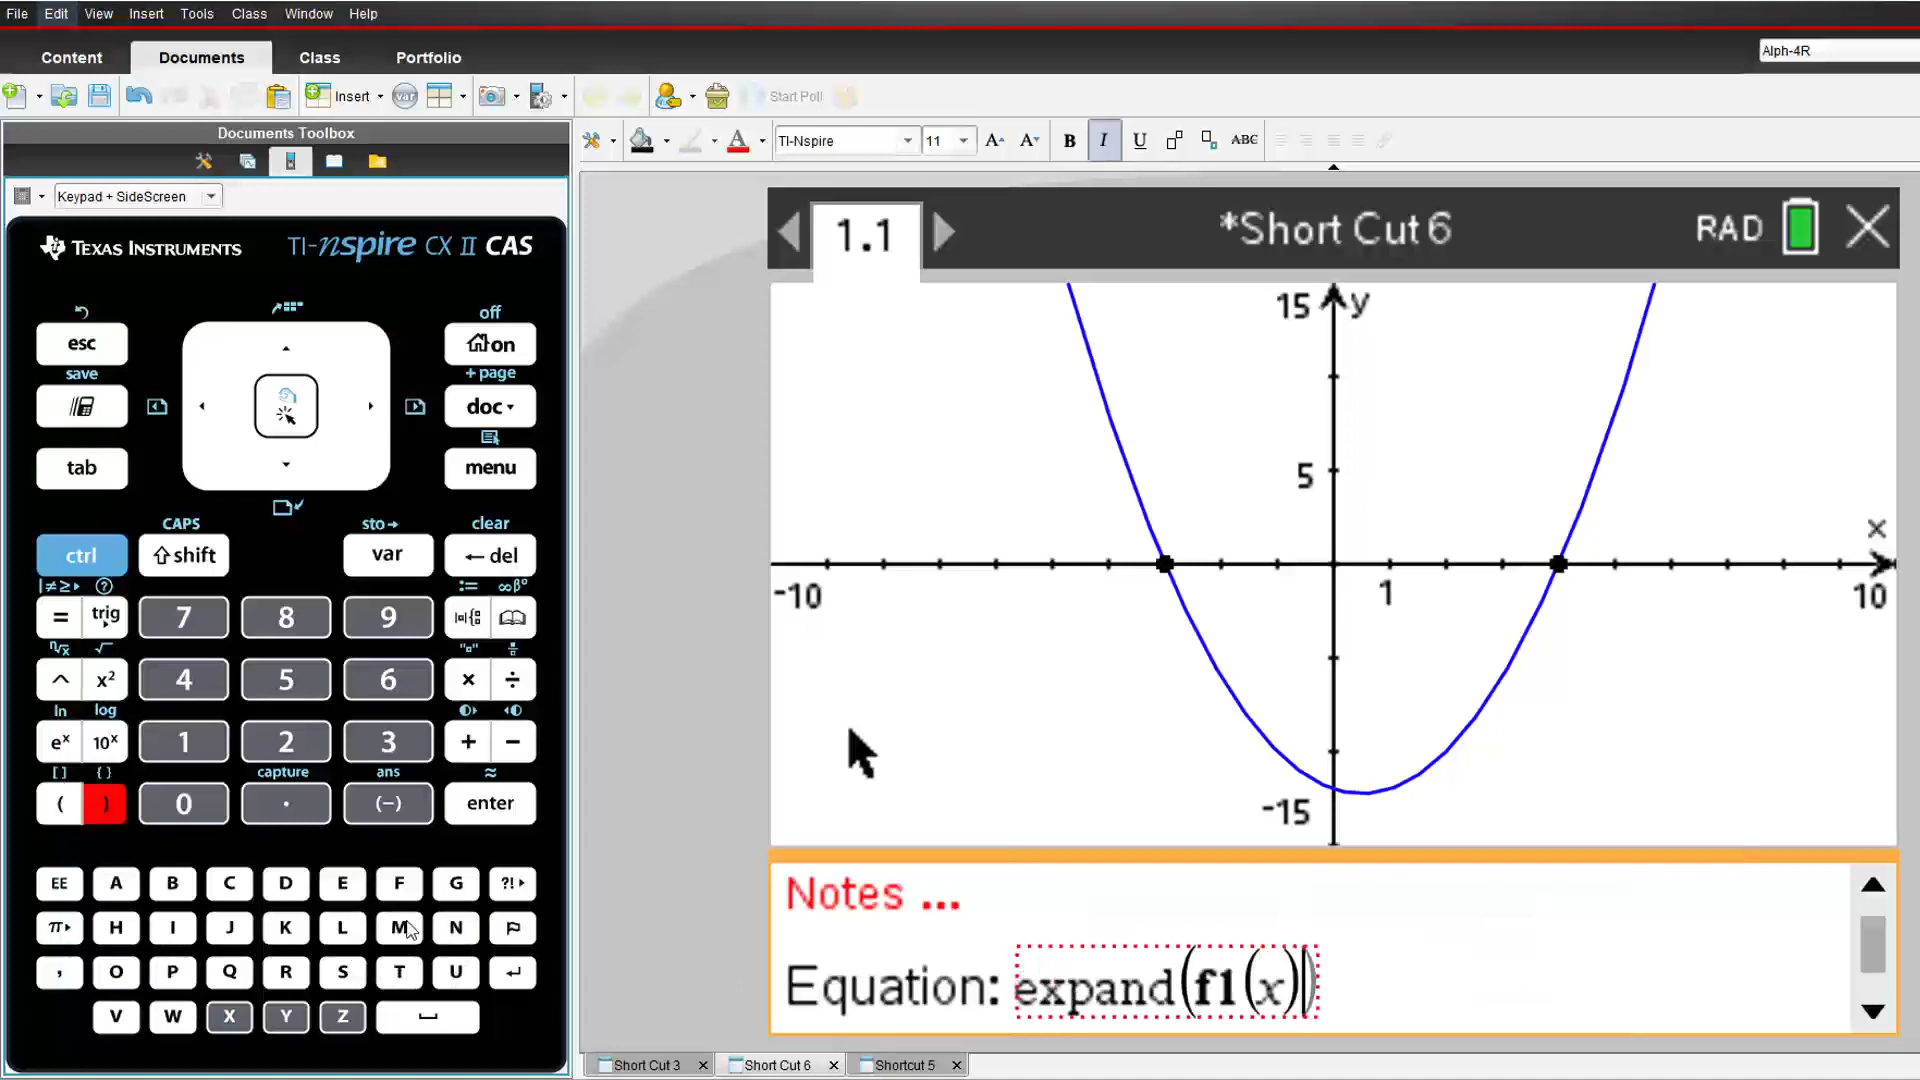 File Edit View Insert Tools Class Window Help
Content Documents Class Portfolio
Alph-4R
Insert var Start Poll
Documents Toolbox
TI-Nspire 11 A A B I U ABC
Keypad + SideScreen
TEXAS INSTRUMENTS TI-nspire CX II CAS
off
esc on
save + page
doc
tab menu
CAPS sto→ clear
ctrl shift var ← del
|≠≥▸ ? := ∞β°
= trig 7 8 9 |□|{
ⁿ√x √ "□"
^ x² 4 5 6 × ÷
ln log
eˣ 10ˣ 1 2 3 + −
[ ] { } capture ans ≈
( ) 0 . (−) enter
EE A B C D E F G ?!▸
π▸ H I J K L M N
, O P Q R S T U
V W X Y Z
1.1 *Short Cut 6 RAD
15 y
5
x
-10 1 10
-15
Notes ...
Equation: expand(f1(x))
Short Cut 3 Short Cut 6 Shortcut 5